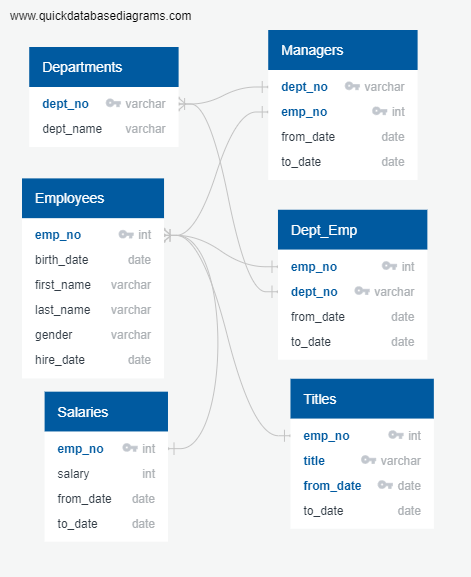 www.quickdatabasediagrams.com
Departments
dept_no varchar
dept_name varchar
Managers
dept_no varchar
emp_no int
from_date date
to_date date
Employees
emp_no int
birth_date date
first_name varchar
last_name varchar
gender varchar
hire_date date
Dept_Emp
emp_no int
dept_no varchar
from_date date
to_date date
Salaries
emp_no int
salary int
from_date date
to_date date
Titles
emp_no int
title varchar
from_date date
to_date date